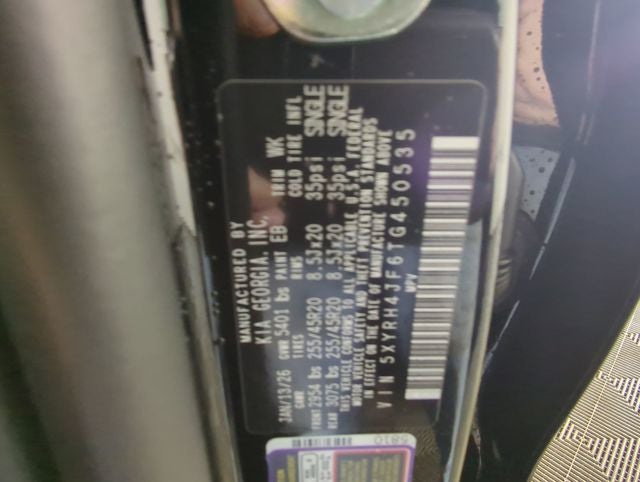 MANUFACTURED BY
KIA GEORGIA, INC.
JAN/13/26 GVWR 5401 lbs PAINT EB TRIM WK
GAWR TIRES RIMS COLD TIRE INFL
FRONT 2954 lbs 255/45R20 8.5Jx20 35psi SINGLE
REAR 3075 lbs 255/45R20 8.5Jx20 35psi SINGLE
THIS VEHICLE CONFORMS TO ALL APPLICABLE U.S.A. FEDERAL
MOTOR VEHICLE SAFETY AND THEFT PREVENTION STANDARDS
IN EFFECT ON THE DATE OF MANUFACTURE SHOWN ABOVE
VIN 5XYRH4JF6TG450535
MPV
5810